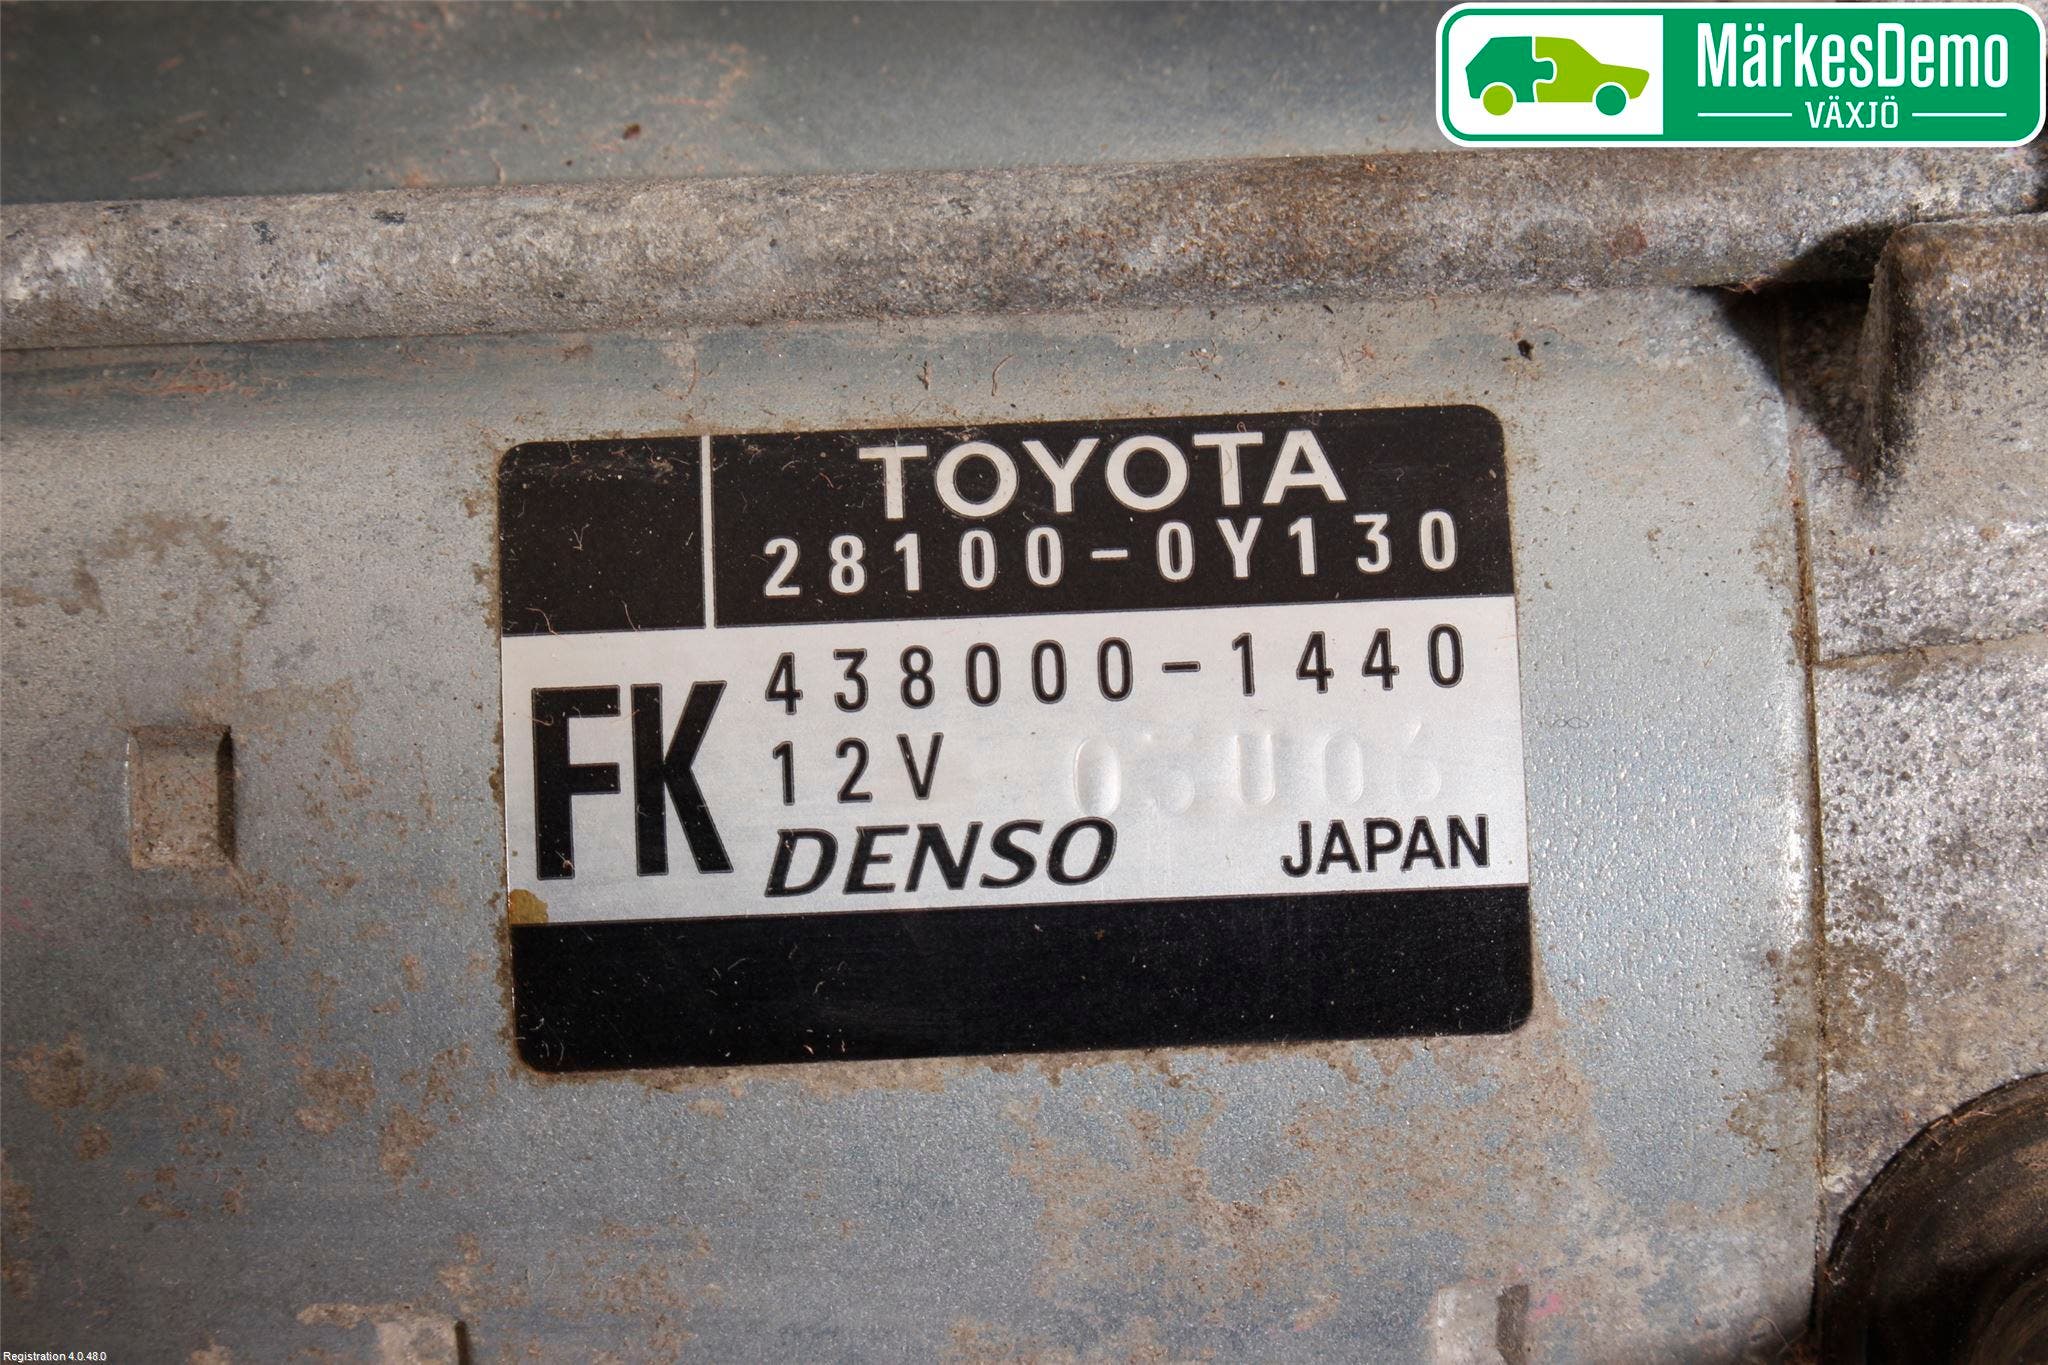 MärkesDemo
VÄXJÖ
TOYOTA
28100-0Y130
FK
438000-1440
12V
DENSO
JAPAN
Registration 4.0.48.0